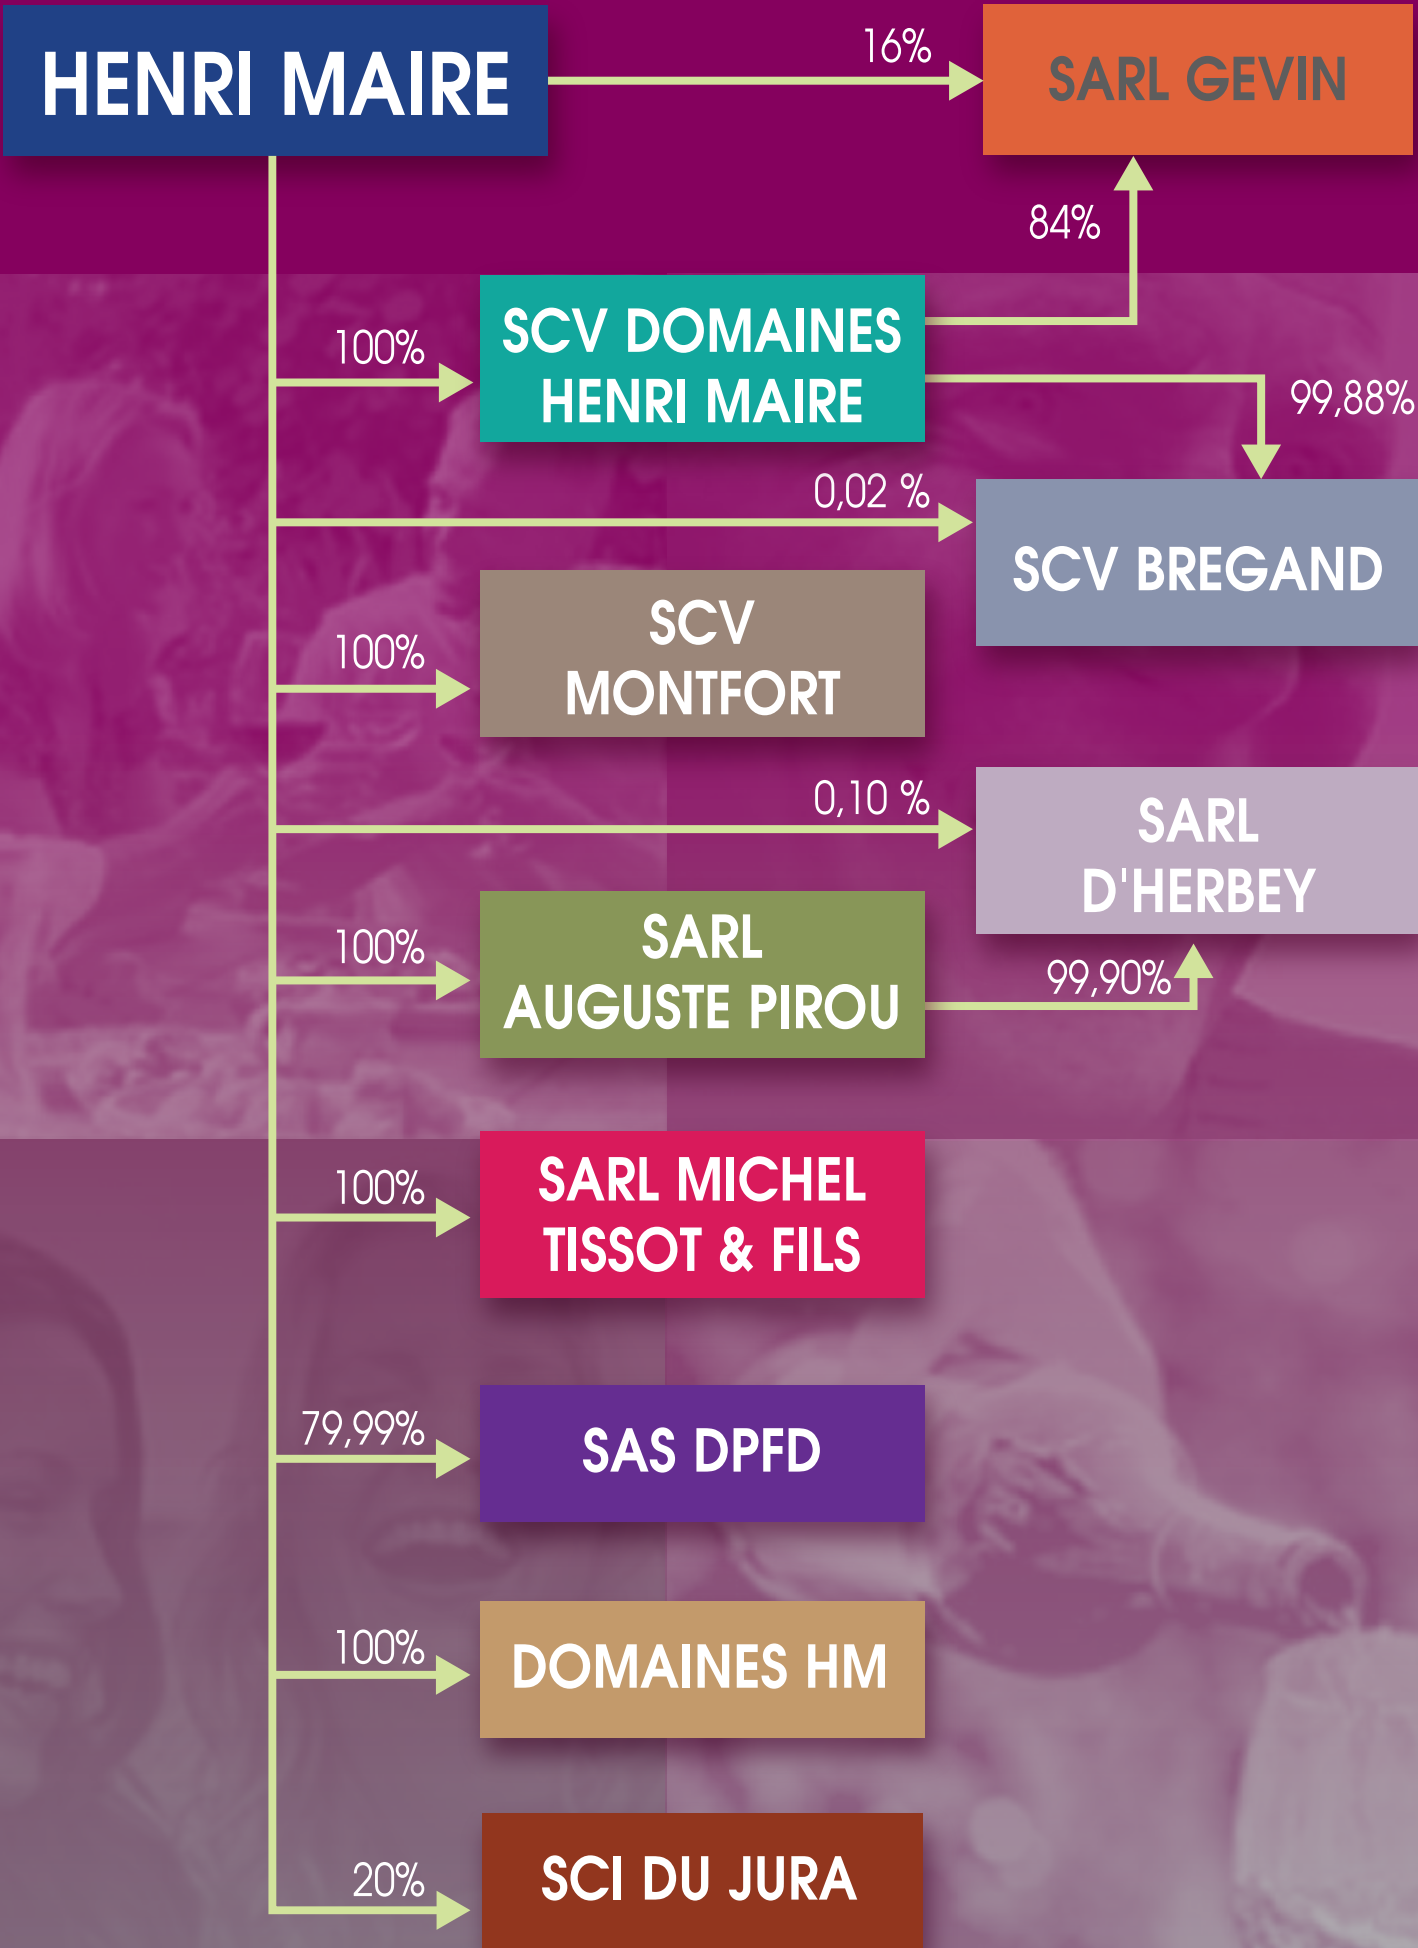 HENRI MAIRE
16%
SARL GEVIN
84%
100%
SCV DOMAINES
HENRI MAIRE
99,88%
0,02 %
SCV BREGAND
100%
SCV
MONTFORT
0,10 %
SARL
D'HERBEY
100%
SARL
AUGUSTE PIROU
99,90%
100%
SARL MICHEL
TISSOT & FILS
79,99%
SAS DPFD
100%
DOMAINES HM
20%
SCI DU JURA